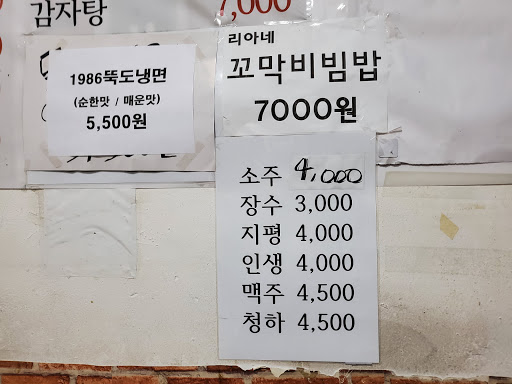 감자탕 7,000
1986뚝도냉면
(순한맛 / 매운맛)
5,500원
리아네
꼬막비빔밥
7000원
소주 4,000
장수 3,000
지평 4,000
인생 4,000
맥주 4,500
청하 4,500